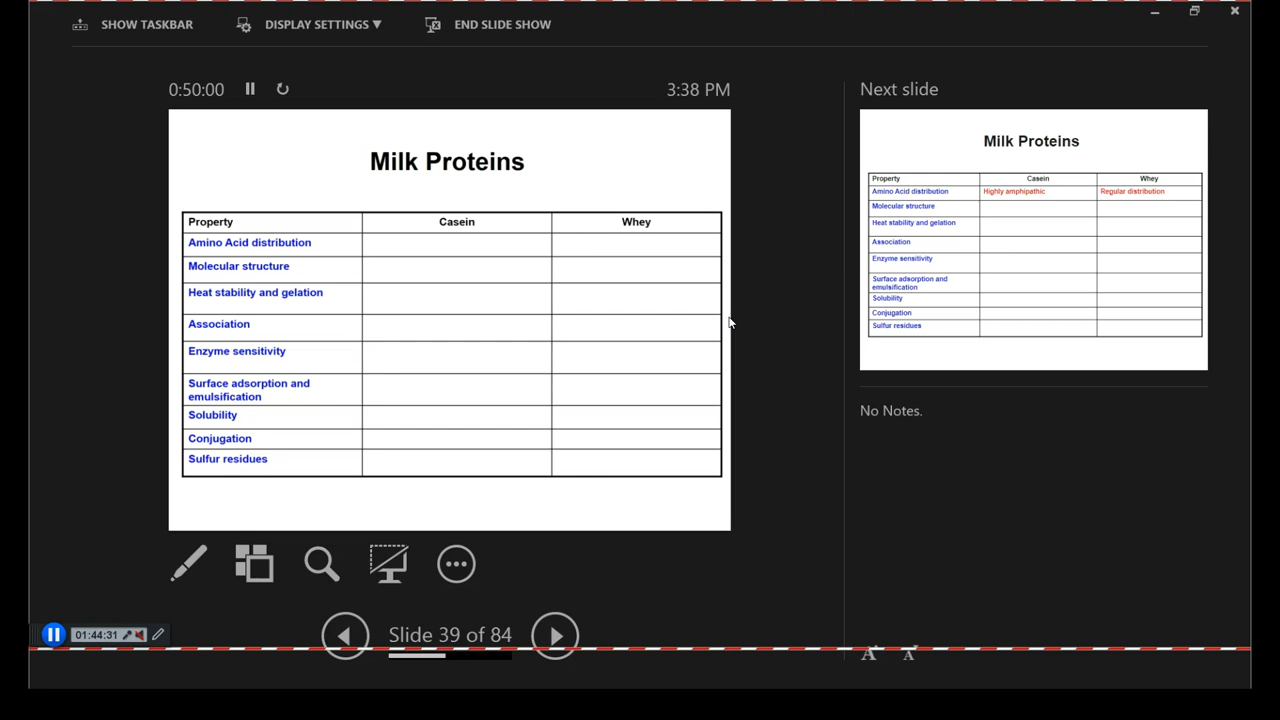 SHOW TASKBAR DISPLAY SETTINGS ▼ END SLIDE SHOW
0:50:00 3:38 PM
Milk Proteins
Property Casein Whey
Amino Acid distribution
Molecular structure
Heat stability and gelation
Association
Enzyme sensitivity
Surface adsorption and
emulsification
Solubility
Conjugation
Sulfur residues
Slide 39 of 84
01:44:31
Next slide
Milk Proteins
Property Casein Whey
Amino Acid distribution Highly amphipathic Regular distribution
Molecular structure
Heat stability and gelation
Association
Enzyme sensitivity
Surface adsorption and
emulsification
Solubility
Conjugation
Sulfur residues
No Notes.
A A